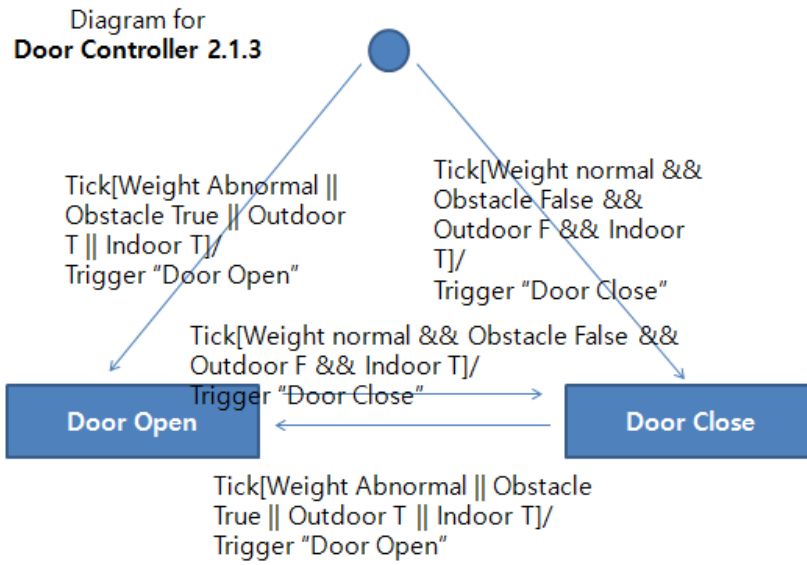 Diagram for
Door Controller 2.1.3
Tick[Weight Abnormal ||
Obstacle True || Outdoor
T || Indoor T]/
Trigger “Door Open”
Tick[Weight normal &&
Obstacle False &&
Outdoor F && Indoor
T]/
Trigger “Door Close”
Tick[Weight normal && Obstacle False &&
Outdoor F && Indoor T]/
Trigger “Door Close”
Door Open
Door Close
Tick[Weight Abnormal || Obstacle
True || Outdoor T || Indoor T]/
Trigger “Door Open”